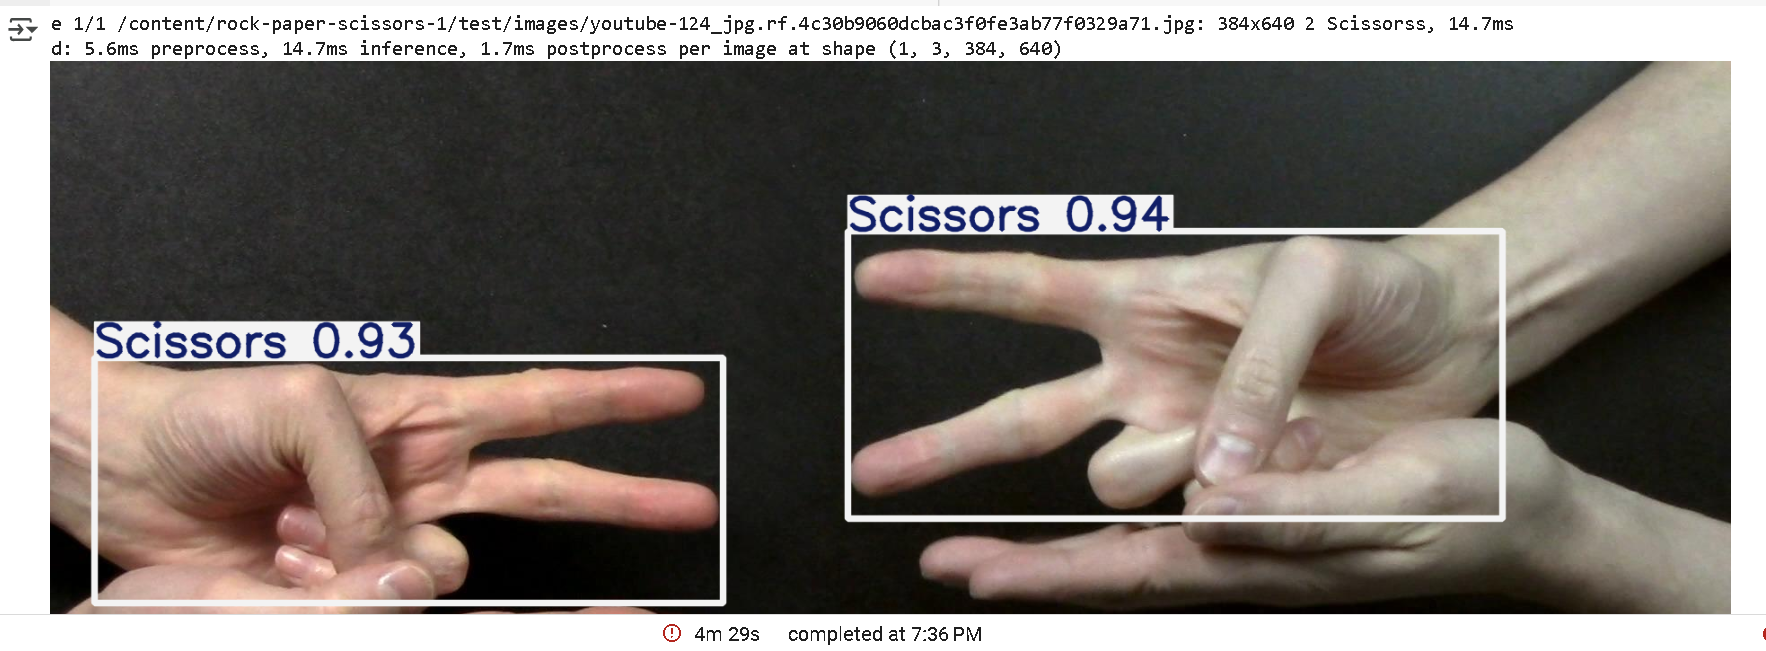 e 1/1 /content/rock-paper-scissors-1/test/images/youtube-124_jpg.rf.4c30b9060dcbac3f0fe3ab77f0329a71.jpg: 384x640 2 Scissorss, 14.7ms
d: 5.6ms preprocess, 14.7ms inference, 1.7ms postprocess per image at shape (1, 3, 384, 640)
Scissors 0.94
Scissors 0.93
4m 29s completed at 7:36 PM